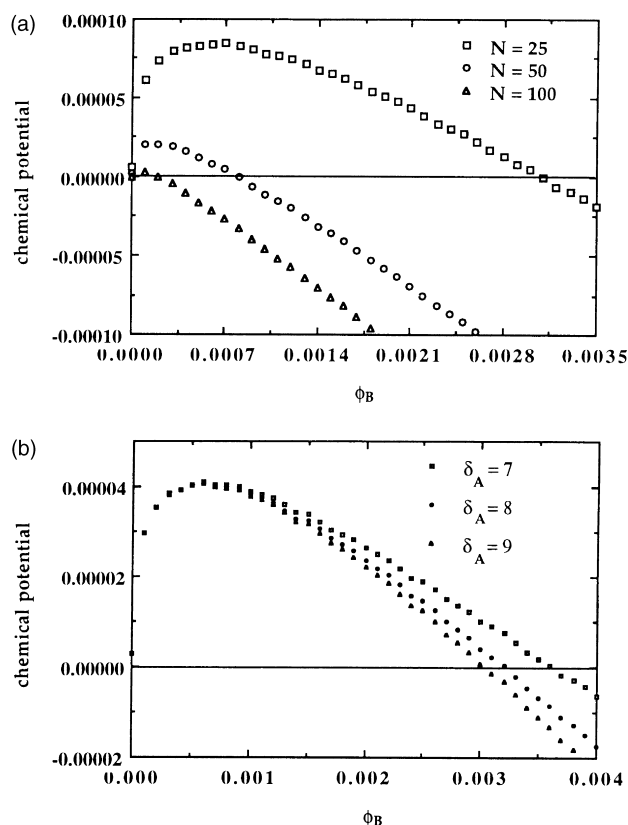 (a)
chemical potential
0.00010
0.00005
0.00000
-0.00005
-0.00010
N = 25
N = 50
N = 100
0.0000 0.0007 0.0014 0.0021 0.0028 0.0035
ϕB
(b)
chemical potential
0.00004
0.00002
0.00000
-0.00002
δA = 7
δA = 8
δA = 9
0.000 0.001 0.002 0.003 0.004
ϕB